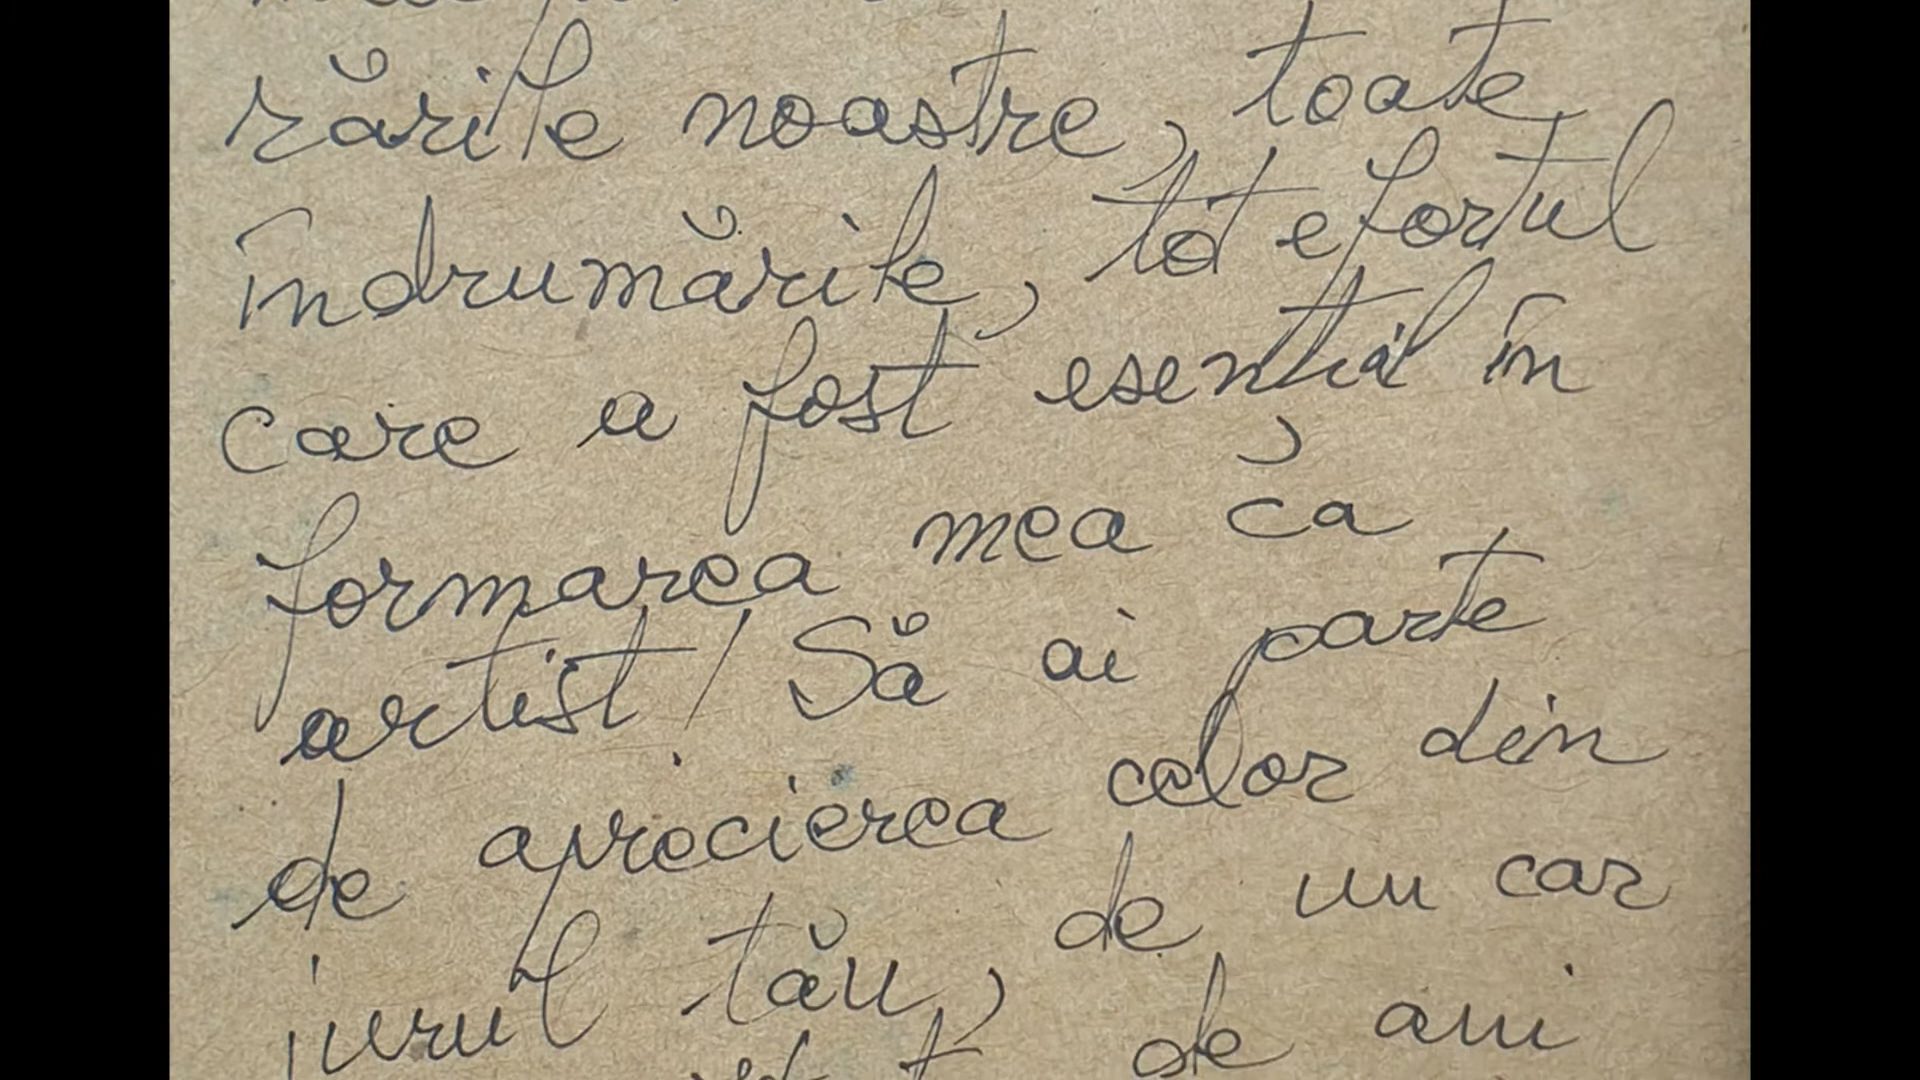 rările noastre, toate
îndrumările, tot efortul
care a fost esențial în
formarea mea ca
artist! Să ai parte
de aprecierea celor din
jurul tău, de un car
de ani